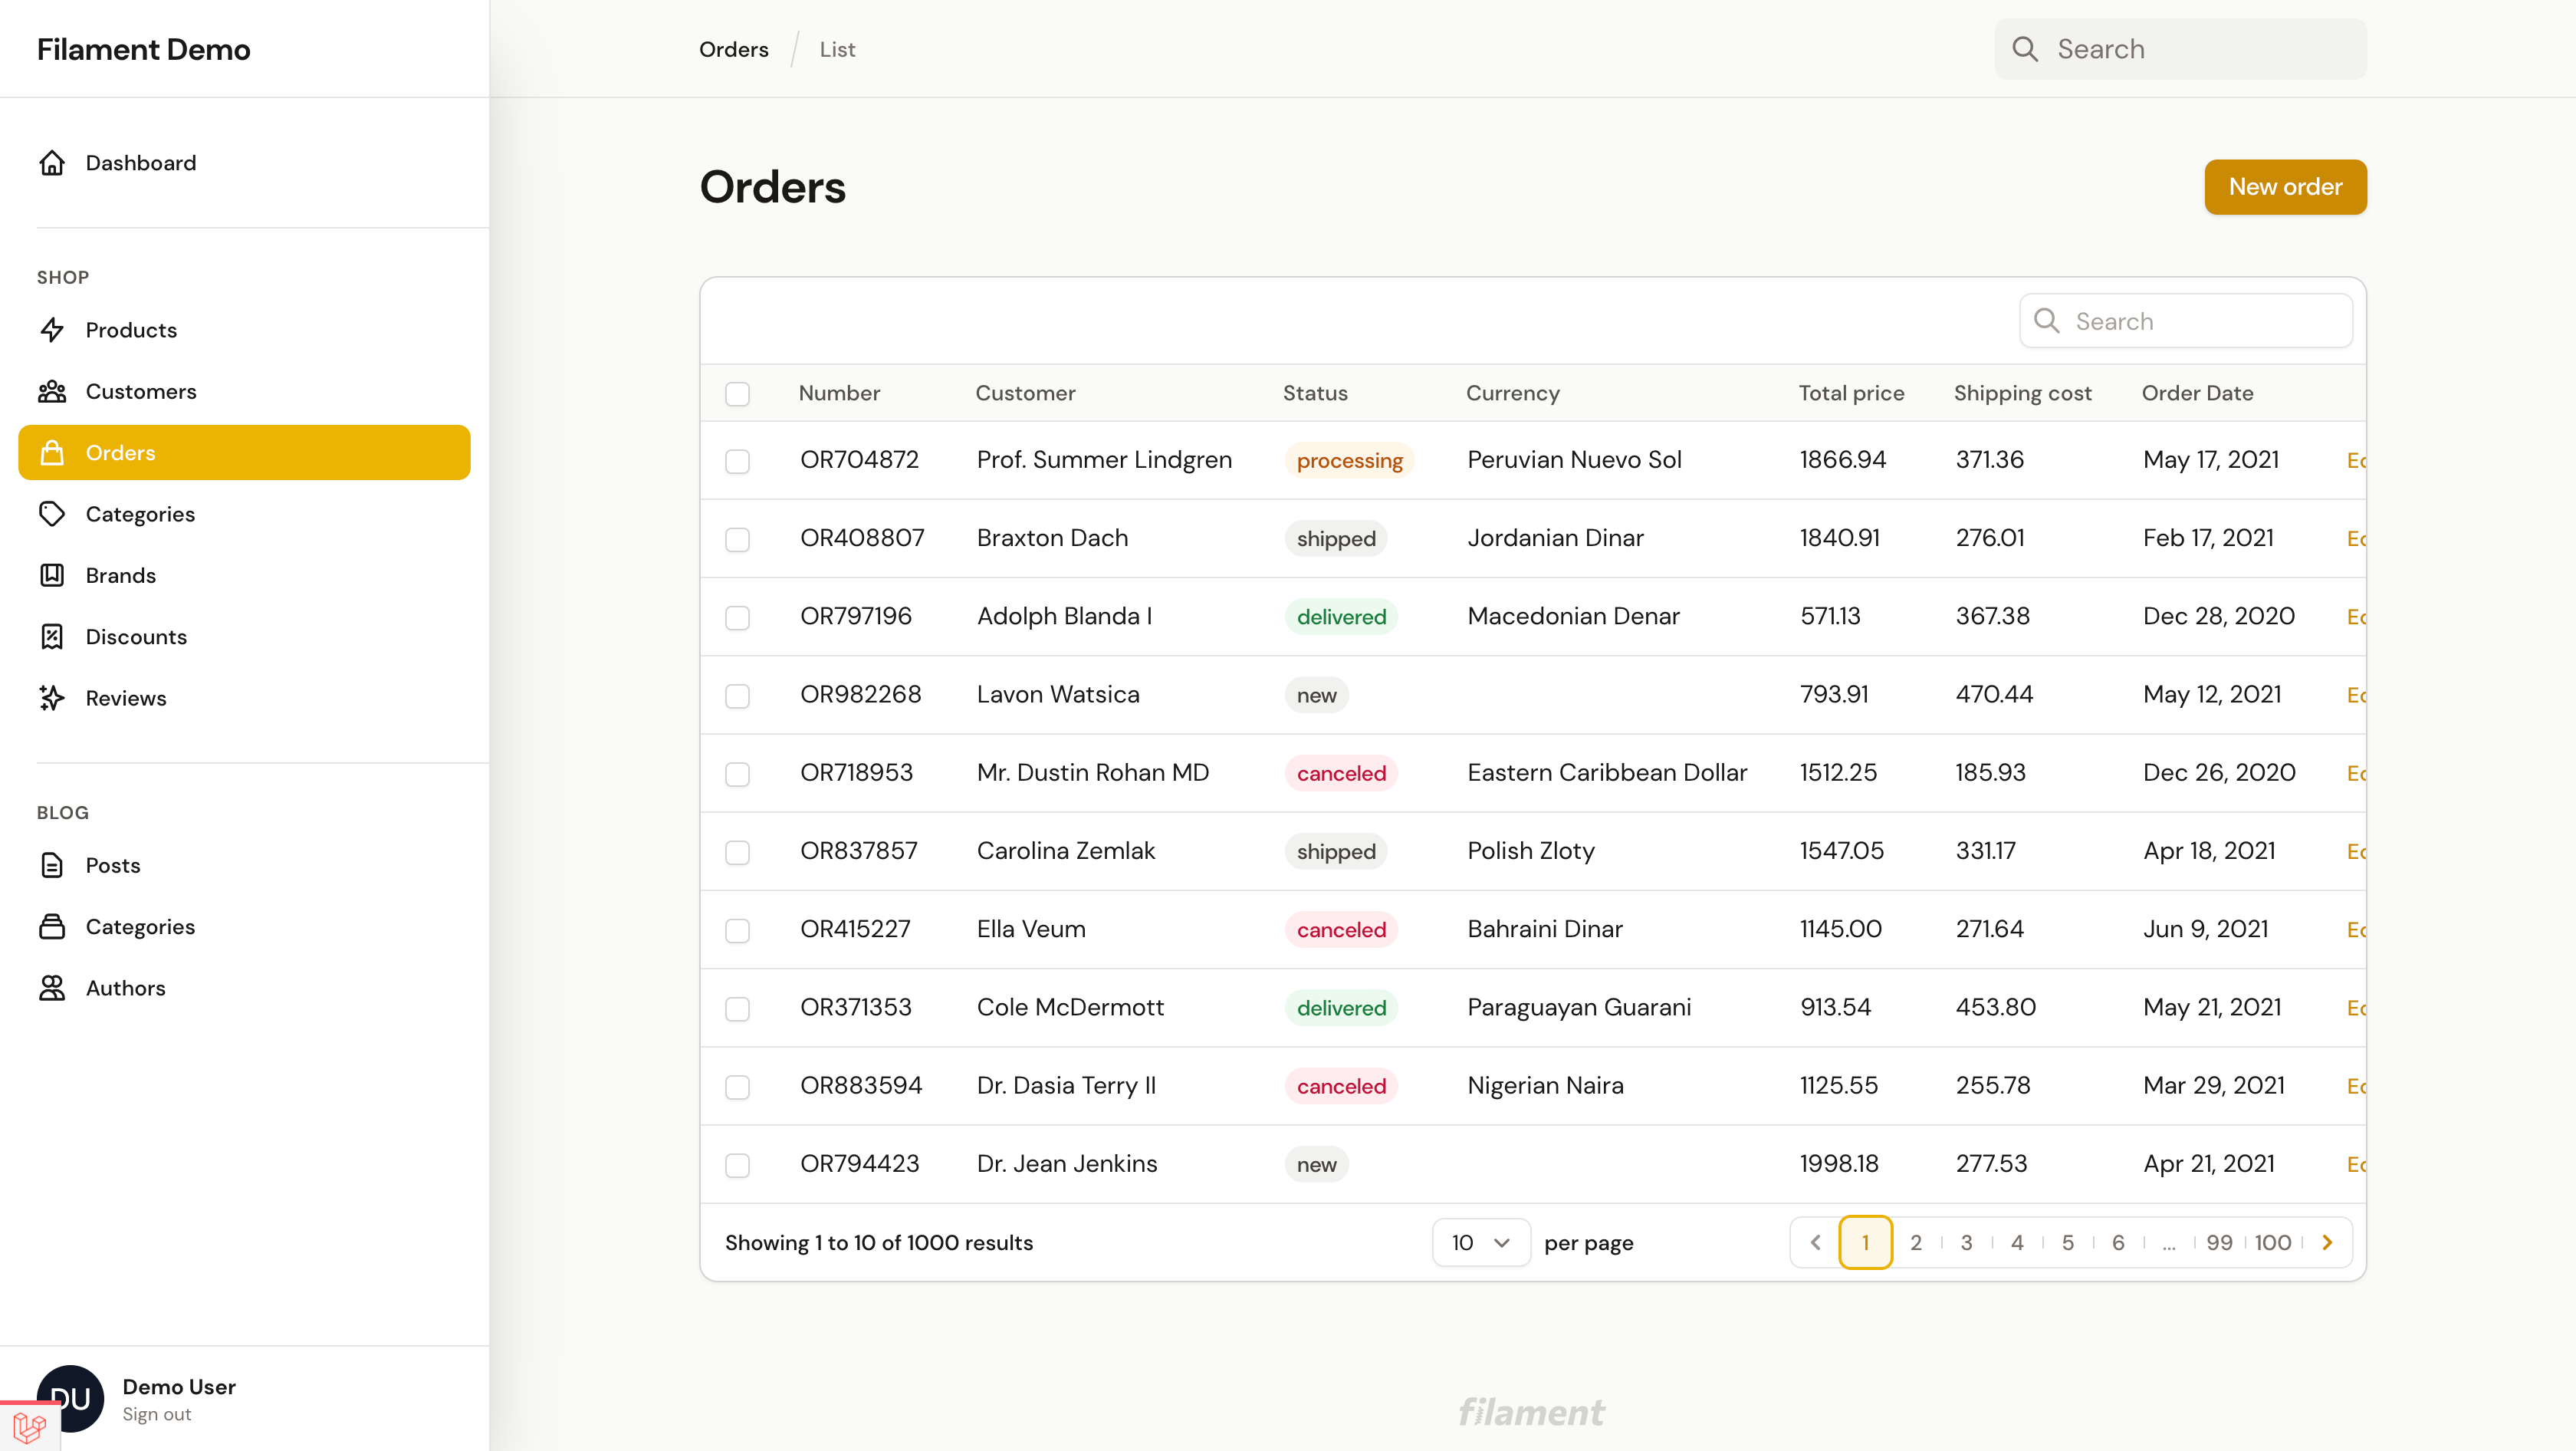 Filament Demo
Orders / List
Search
Dashboard
SHOP
Products
Customers
Orders
Categories
Brands
Discounts
Reviews
BLOG
Posts
Categories
Authors
DU
Demo User
Sign out
Orders
New order
Search
Number Customer Status Currency Total price Shipping cost Order Date
OR704872 Prof. Summer Lindgren processing Peruvian Nuevo Sol 1866.94 371.36 May 17, 2021
OR408807 Braxton Dach shipped Jordanian Dinar 1840.91 276.01 Feb 17, 2021
OR797196 Adolph Blanda I delivered Macedonian Denar 571.13 367.38 Dec 28, 2020
OR982268 Lavon Watsica new 793.91 470.44 May 12, 2021
OR718953 Mr. Dustin Rohan MD canceled Eastern Caribbean Dollar 1512.25 185.93 Dec 26, 2020
OR837857 Carolina Zemlak shipped Polish Zloty 1547.05 331.17 Apr 18, 2021
OR415227 Ella Veum canceled Bahraini Dinar 1145.00 271.64 Jun 9, 2021
OR371353 Cole McDermott delivered Paraguayan Guarani 913.54 453.80 May 21, 2021
OR883594 Dr. Dasia Terry II canceled Nigerian Naira 1125.55 255.78 Mar 29, 2021
OR794423 Dr. Jean Jenkins new 1998.18 277.53 Apr 21, 2021
Showing 1 to 10 of 1000 results 10 per page 1 2 3 4 5 6 ... 99 100
filament